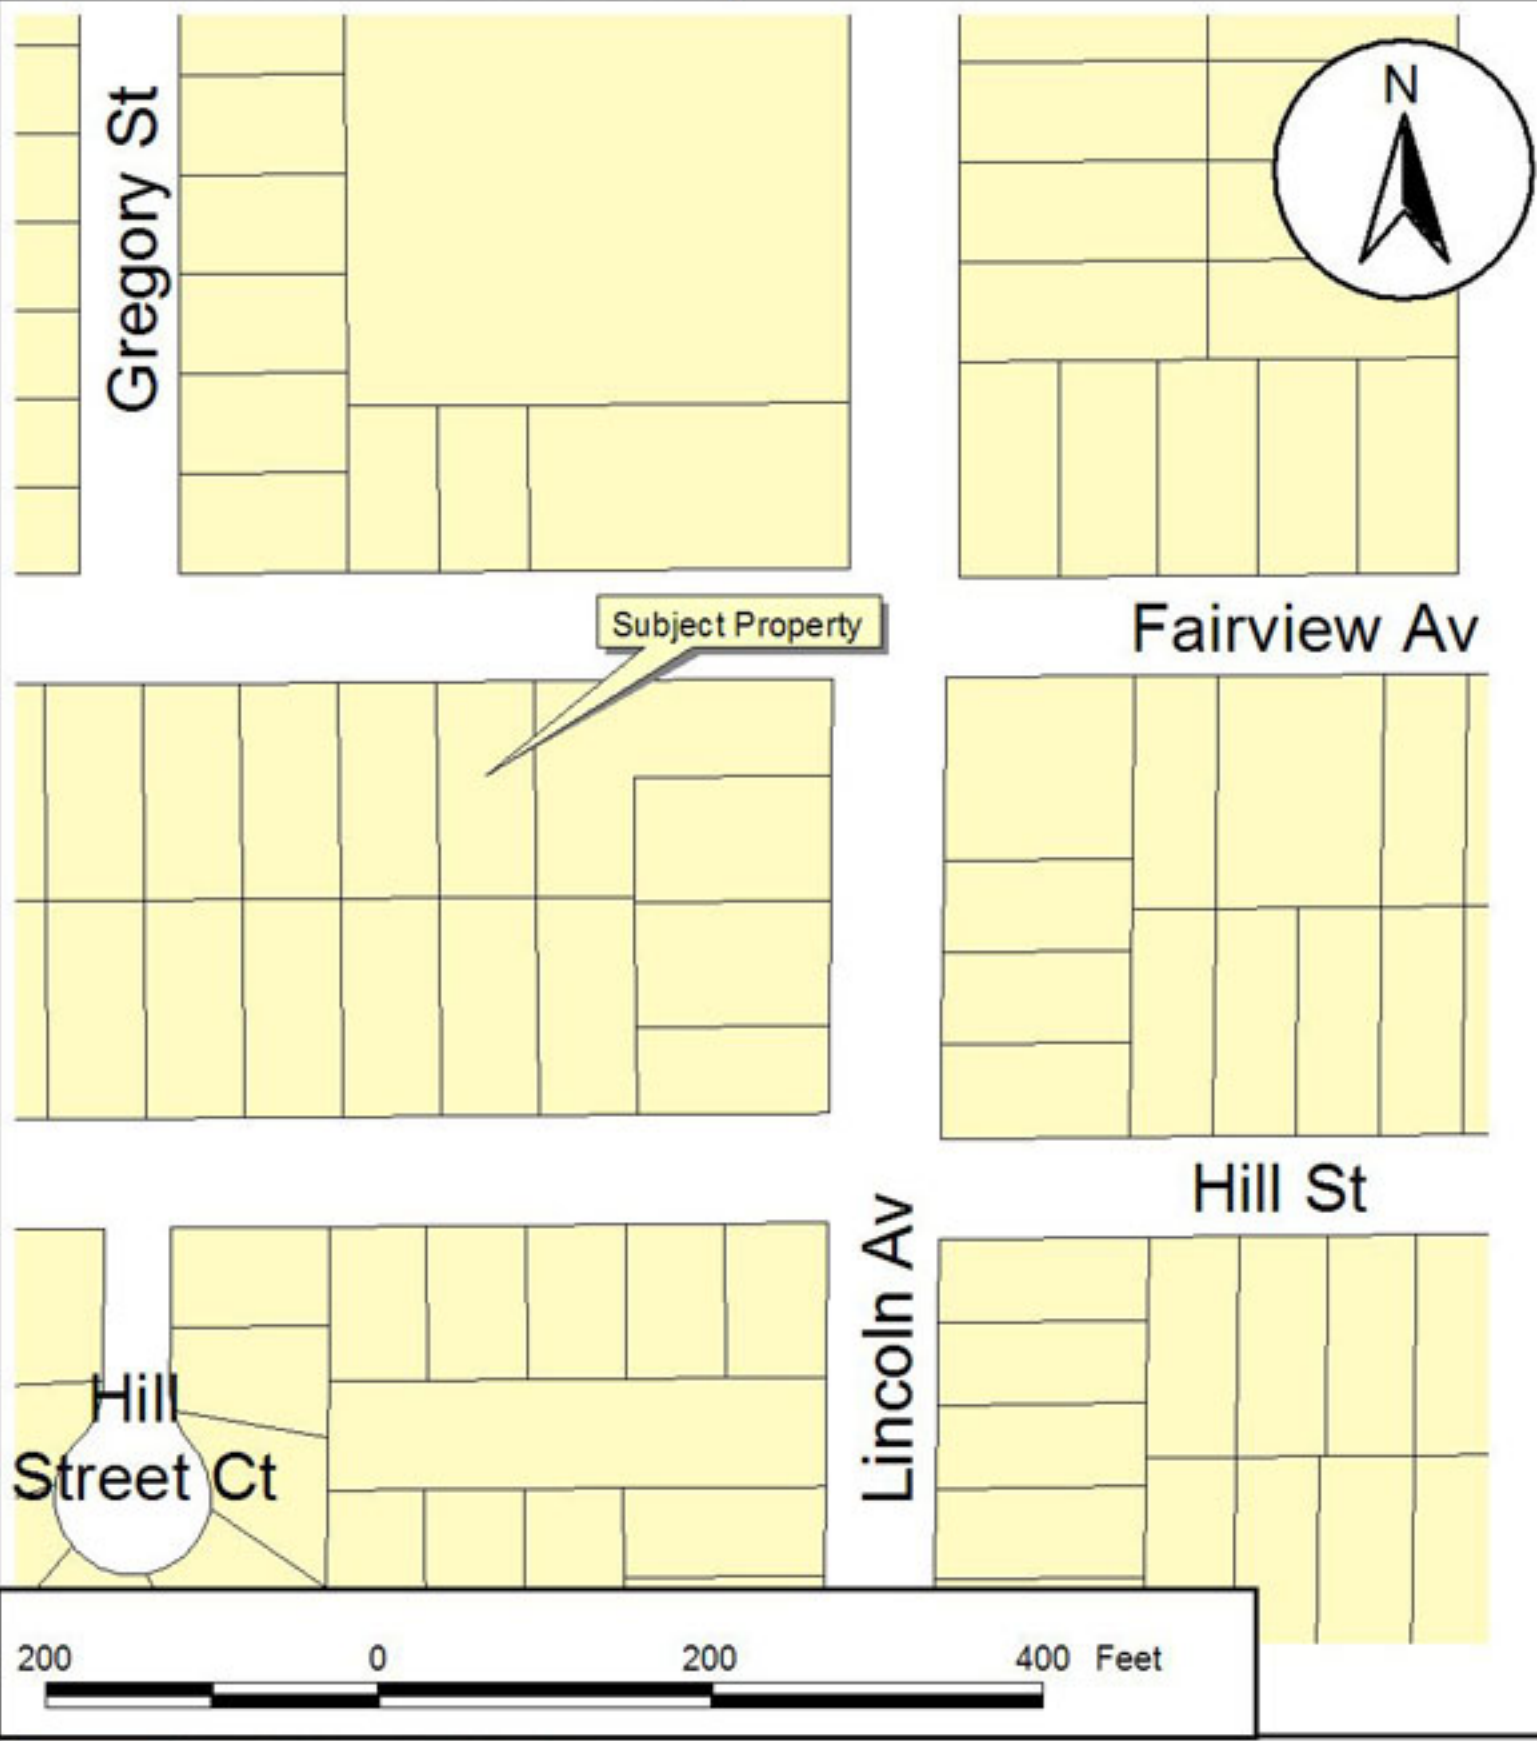 N
Gregory St
Subject Property
Fairview Av
Hill St
Lincoln Av
Hill
Street Ct
200 0 200 400 Feet